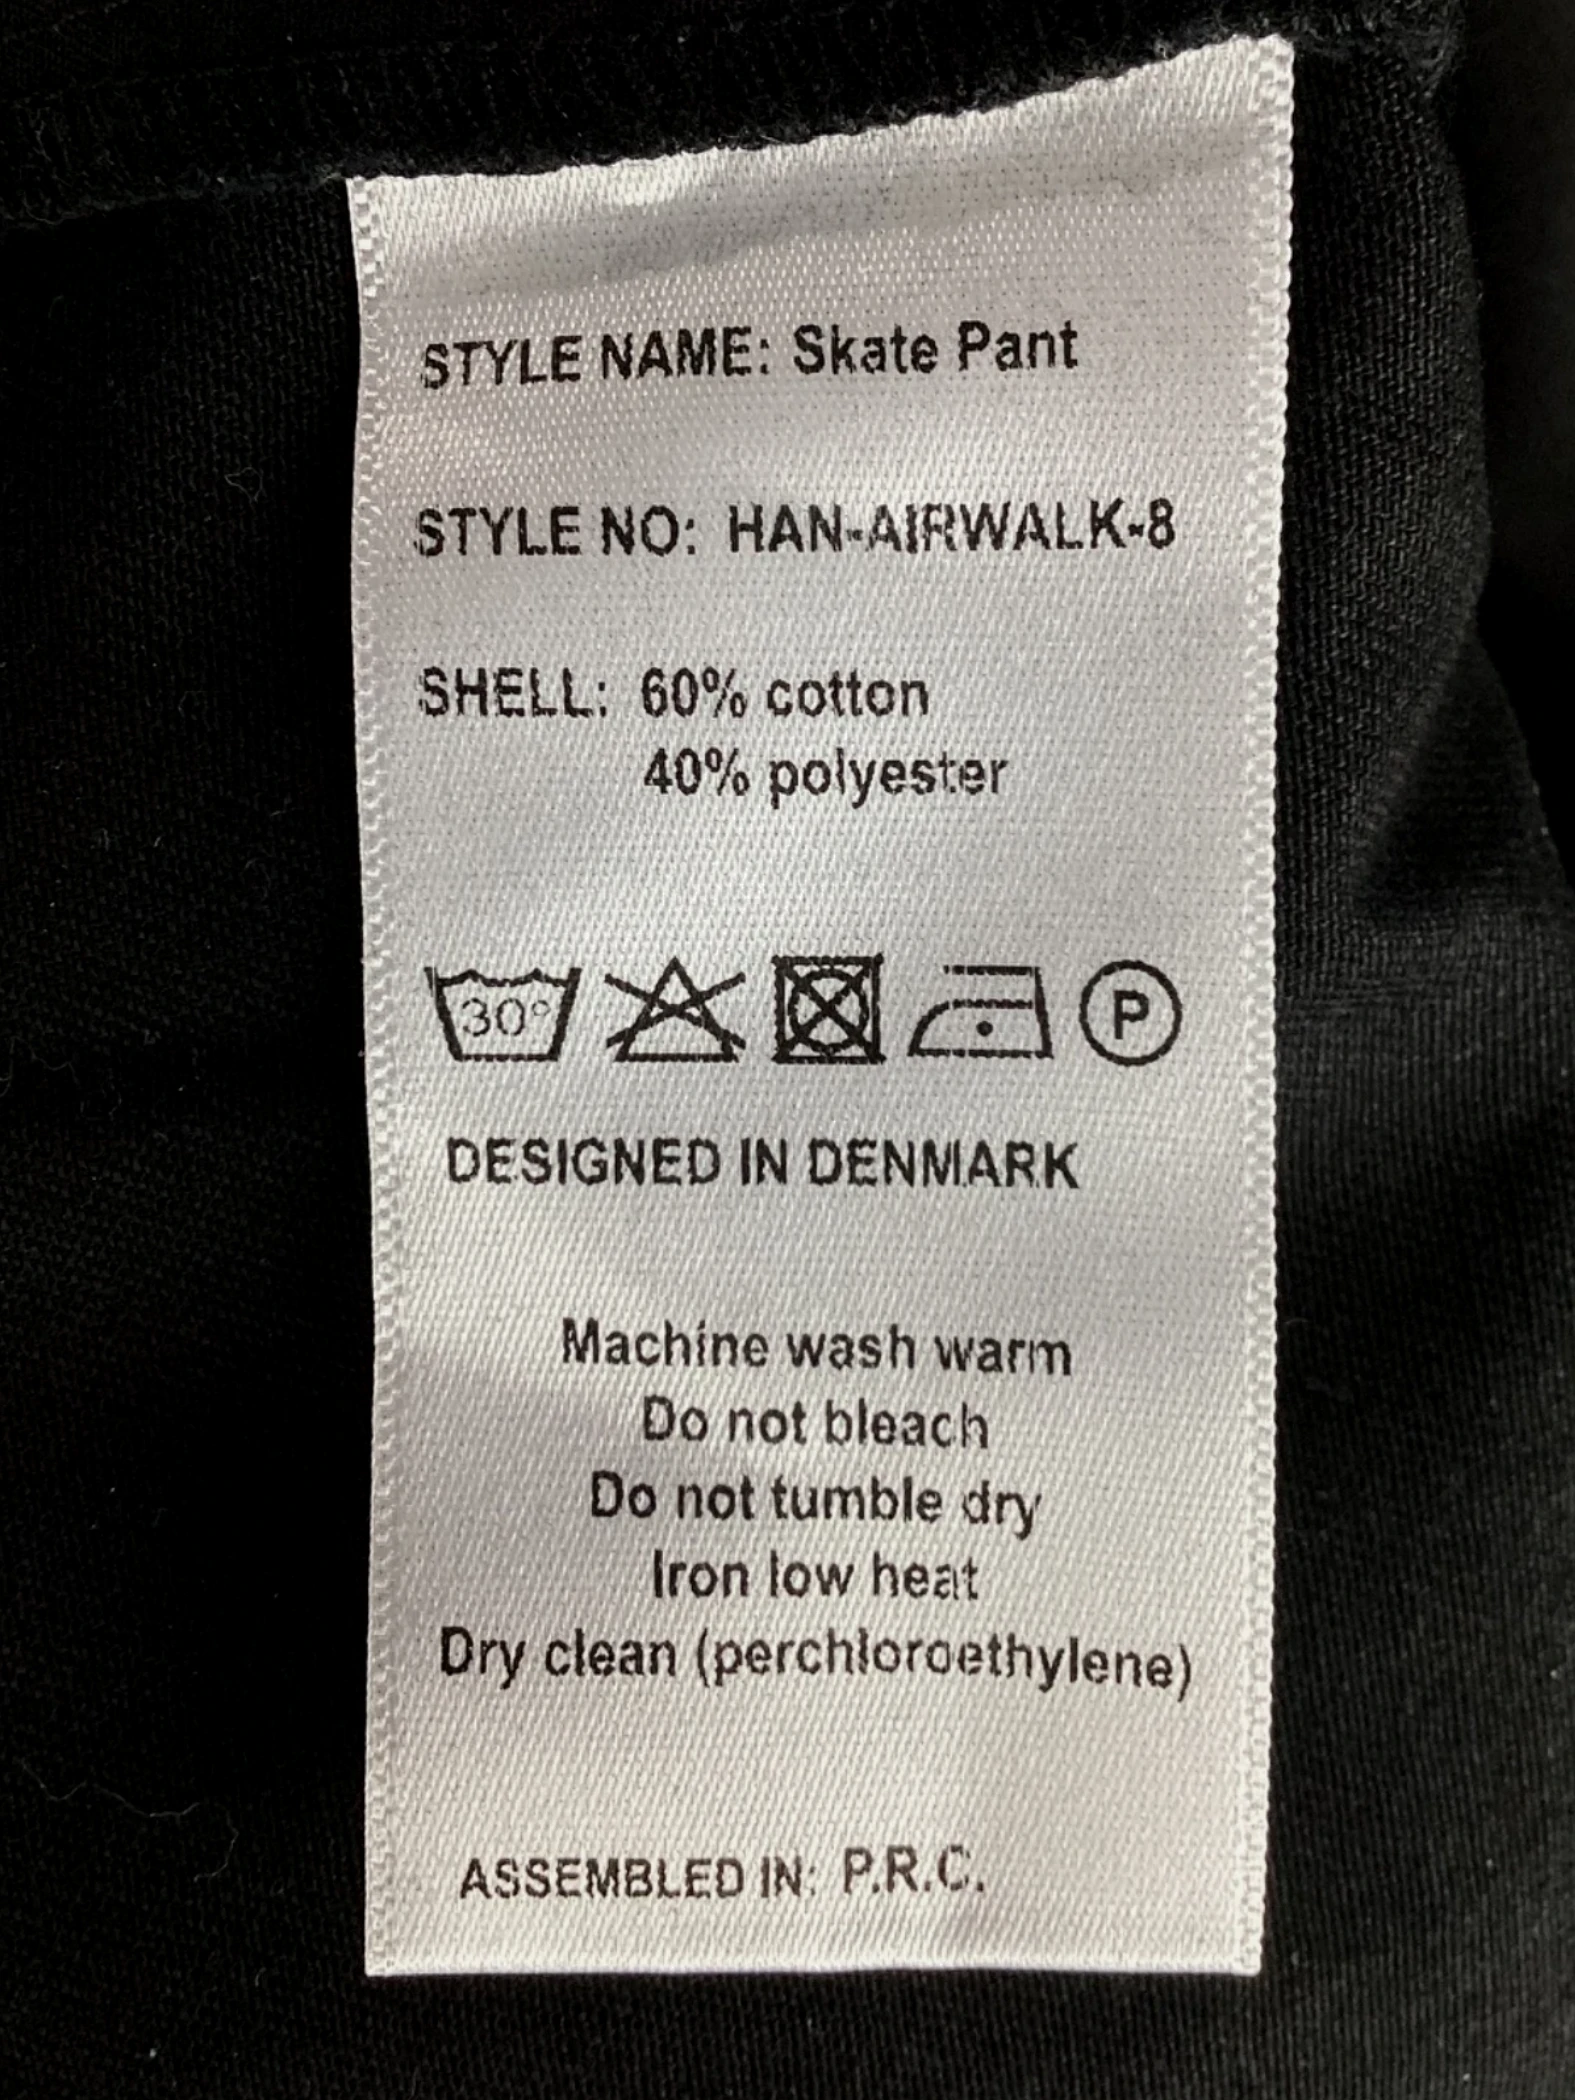 STYLE NAME: Skate Pant
STYLE NO: HAN-AIRWALK-8
SHELL: 60% cotton
40% polyester
30° P
DESIGNED IN DENMARK
Machine wash warm
Do not bleach
Do not tumble dry
Iron low heat
Dry clean (perchloroethylene)
ASSEMBLED IN: P.R.C.